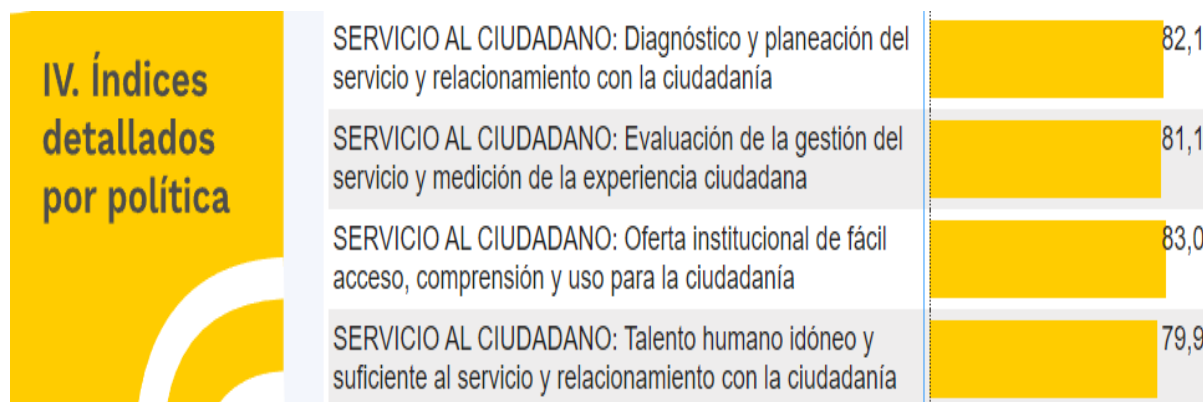 IV. Índices
detallados
por política
SERVICIO AL CIUDADANO: Diagnóstico y planeación del
servicio y relacionamiento con la ciudadanía
82,1
SERVICIO AL CIUDADANO: Evaluación de la gestión del
servicio y medición de la experiencia ciudadana
81,1
SERVICIO AL CIUDADANO: Oferta institucional de fácil
acceso, comprensión y uso para la ciudadanía
83,0
SERVICIO AL CIUDADANO: Talento humano idóneo y
suficiente al servicio y relacionamiento con la ciudadanía
79,9